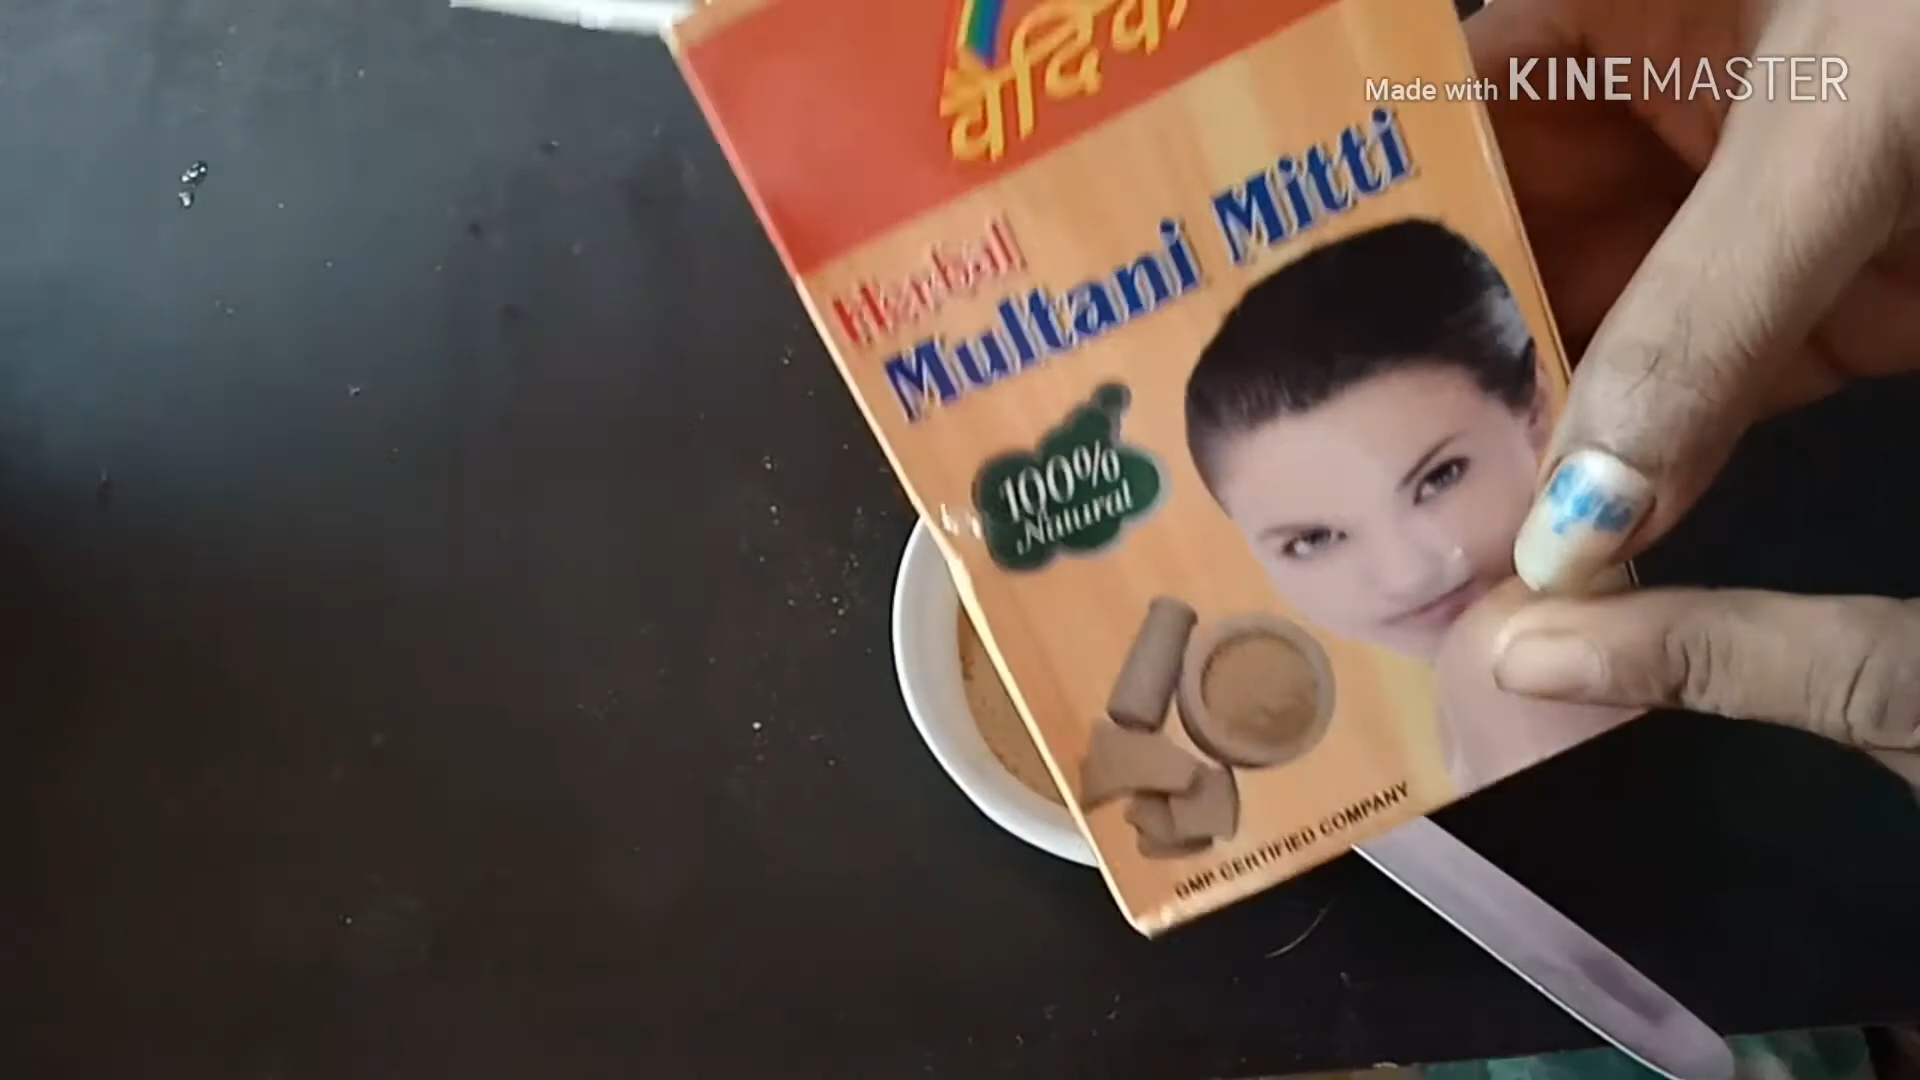 Made with KINEMASTER
वैदिक
Herbal
Multani Mitti
100%
Natural
GMP CERTIFIED COMPANY